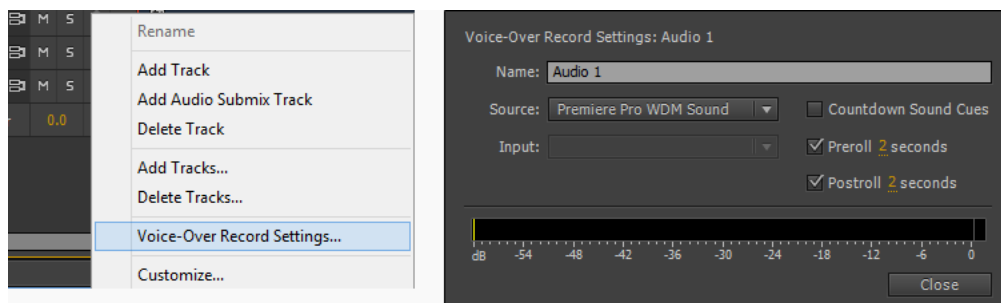 M S
M S
M S
0.0
Rename
Add Track
Add Audio Submix Track
Delete Track
Add Tracks...
Delete Tracks...
Voice-Over Record Settings...
Customize...
Voice-Over Record Settings: Audio 1
Name: Audio 1
Source: Premiere Pro WDM Sound Countdown Sound Cues
Input: Preroll 2 seconds
Postroll 2 seconds
dB -54 -48 -42 -36 -30 -24 -18 -12 -6 0
Close